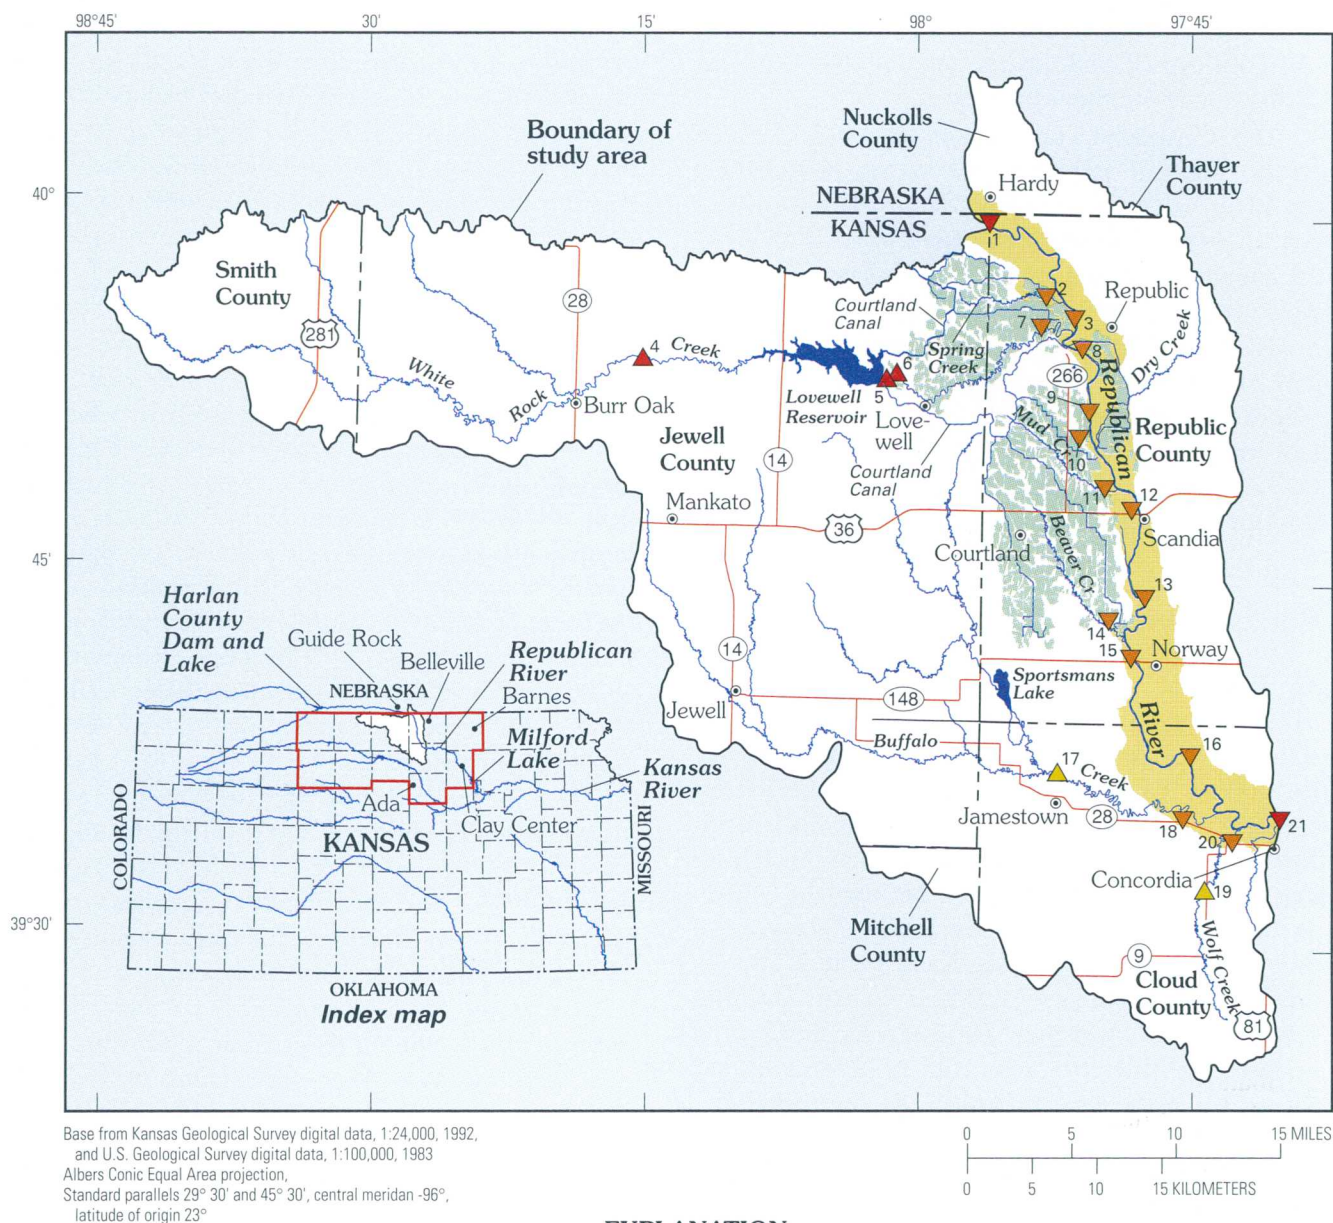 98°45'
30'
15'
98°
97°45'
Nuckolls
County
Boundary of
study area
Thayer
County
Hardy
40°
NEBRASKA
KANSAS
1
Smith
County
28
2
Republic
Courtland
Canal
7
3
281
4
Creek
6
Spring
Creek
8
Dry Creek
White
5
266
Republican
Lovewell
Reservoir
9
Rock
Burr Oak
Love-
well
Mud Cr
Republic
County
Jewell
County
14
10
Courtland
Canal
11
12
Mankato
36
Beaver Cr
Scandia
Courtland
45'
13
Harlan
County
Dam and
Lake
14
Guide Rock
14
15
Norway
Belleville
Republican
River
Sportsmans
Lake
NEBRASKA
Barnes
148
Jewell
River
Milford
Lake
Buffalo
16
17
Creek
Kansas
River
Ada
COLORADO
Clay Center
Jamestown
28
18
21
KANSAS
MISSOURI
20
Concordia
19
39°30'
Mitchell
County
Wolf Creek
9
Cloud
County
OKLAHOMA
Index map
81
Base from Kansas Geological Survey digital data, 1:24,000, 1992,
and U.S. Geological Survey digital data, 1:100,000, 1983
Albers Conic Equal Area projection,
Standard parallels 29° 30' and 45° 30', central meridian -96°,
latitude of origin 23°
0 5 10 15 MILES
0 5 10 15 KILOMETERS
EXPLANATION